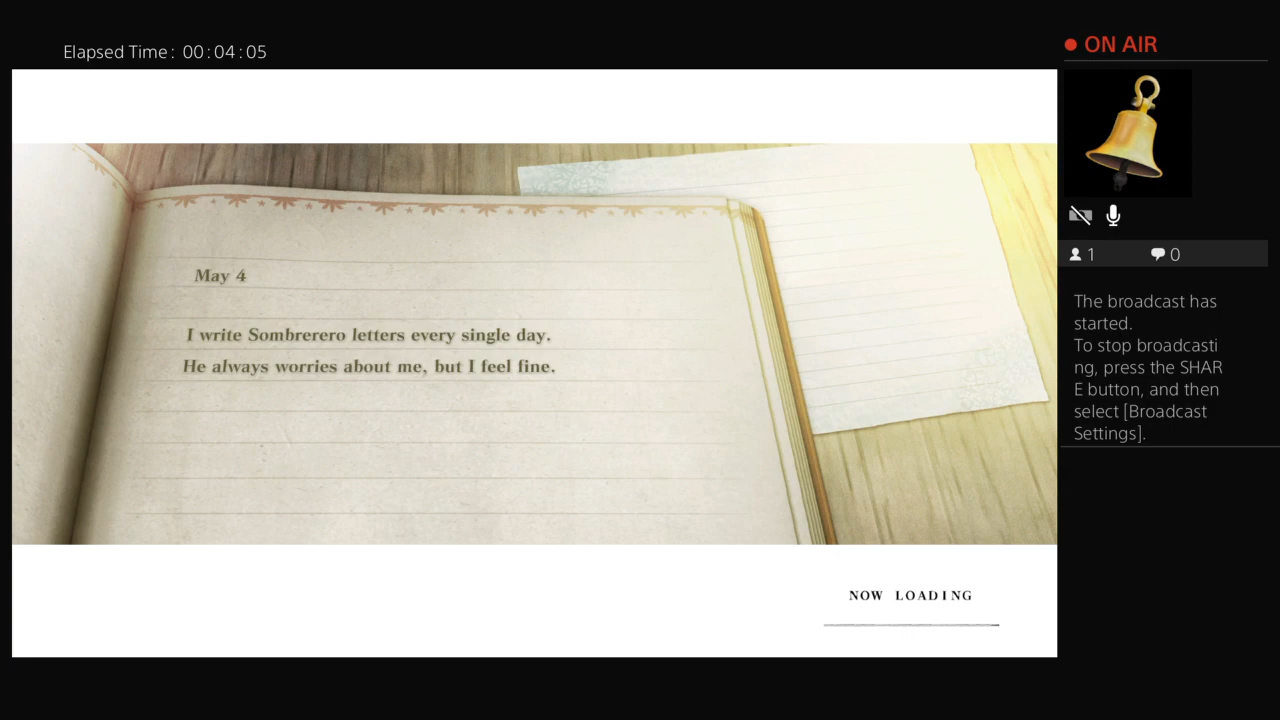 Elapsed Time: 00:04:05
ON AIR
1
0
The broadcast has
started.
To stop broadcasti
ng, press the SHAR
E button, and then
select [Broadcast
Settings].
May 4
I write Sombrerero letters every single day.
He always worries about me, but I feel fine.
NOW LOADING